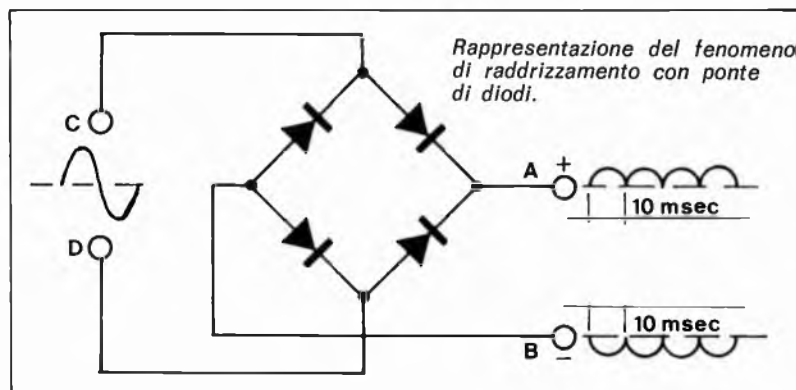 Rappresentazione del fenomeno
di raddrizzamento con ponte
di diodi.
C
A +
10 msec
D
10 msec
B −